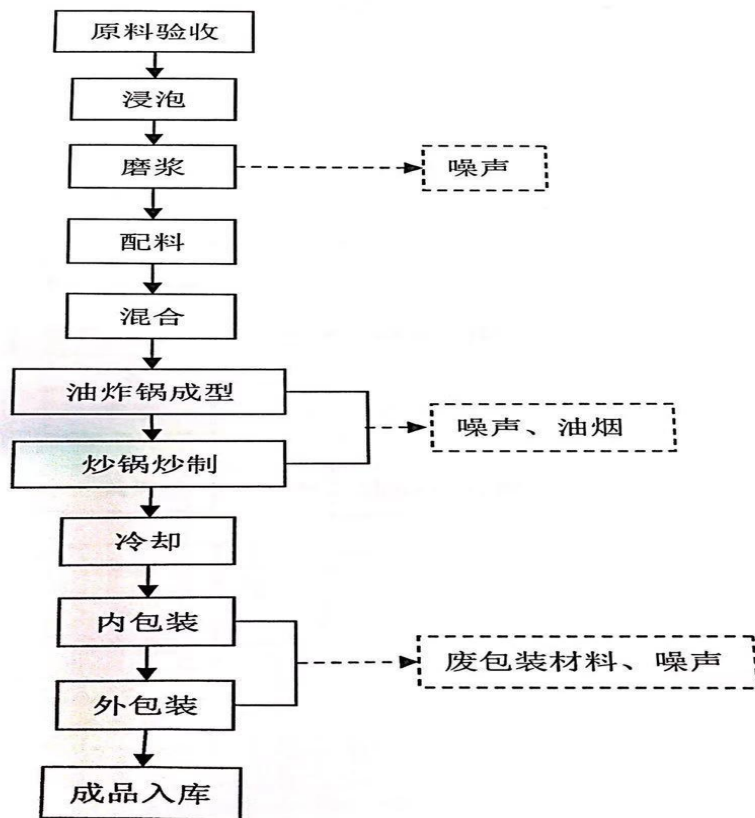 原料验收
浸泡
磨浆
噪声
配料
混合
油炸锅成型
噪声、油烟
炒锅炒制
冷却
内包装
废包装材料、噪声
外包装
成品入库